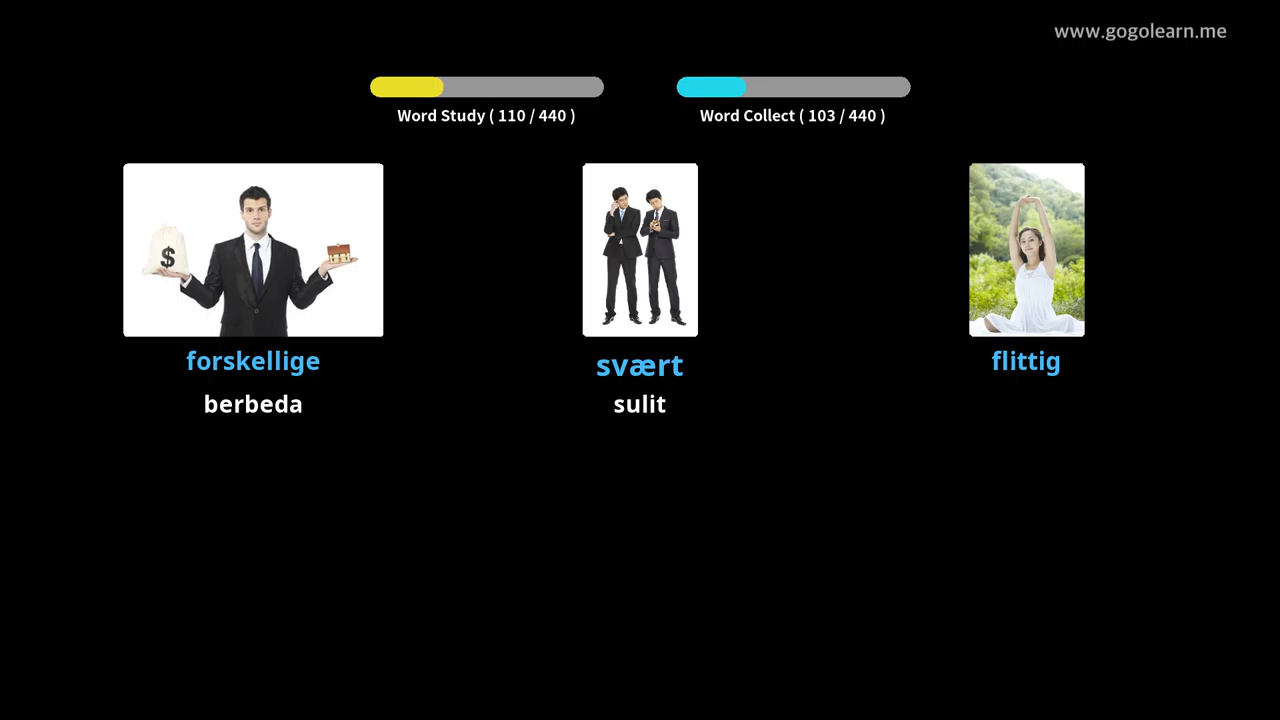 www.gogolearn.me
Word Study ( 110 / 440 )
Word Collect ( 103 / 440 )
$
forskellige
svært
flittig
berbeda
sulit